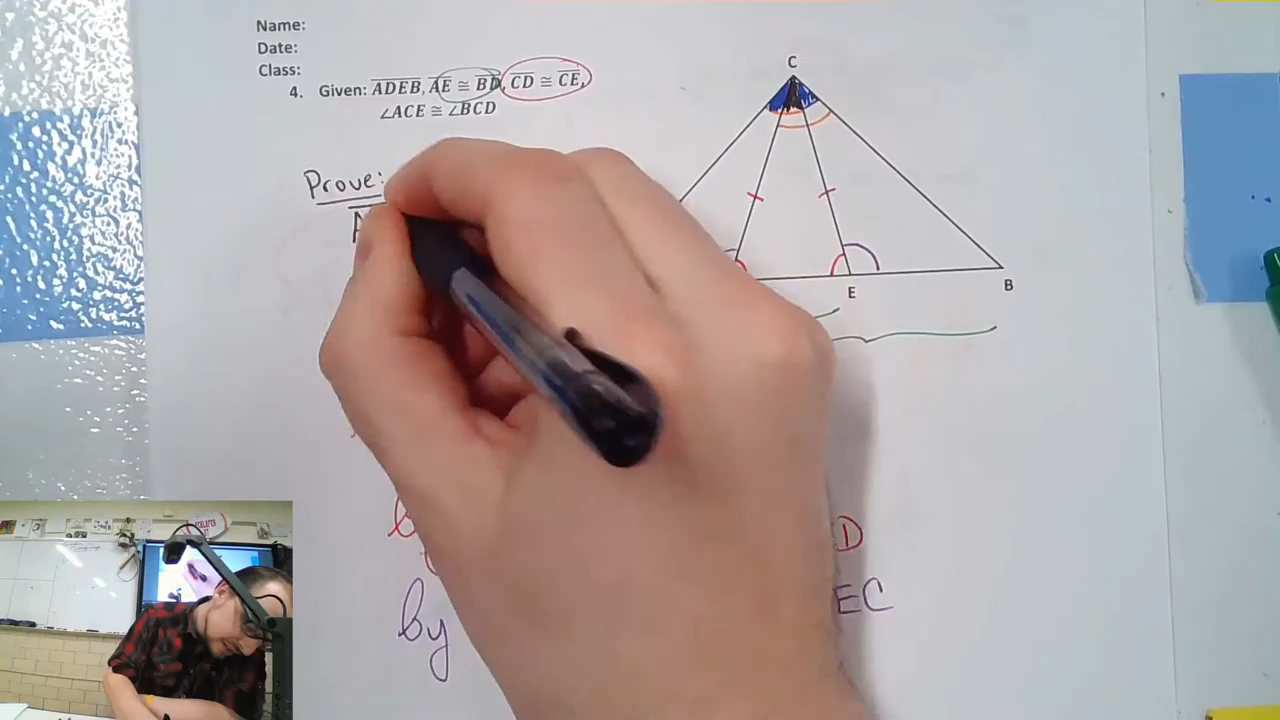 Name:
Date:
Class:
4. Given: ADEB, AE ≅ BD, CD ≅ CE,
∠ACE ≅ ∠BCD
Prove:
A
C
E
B
D
EC
by